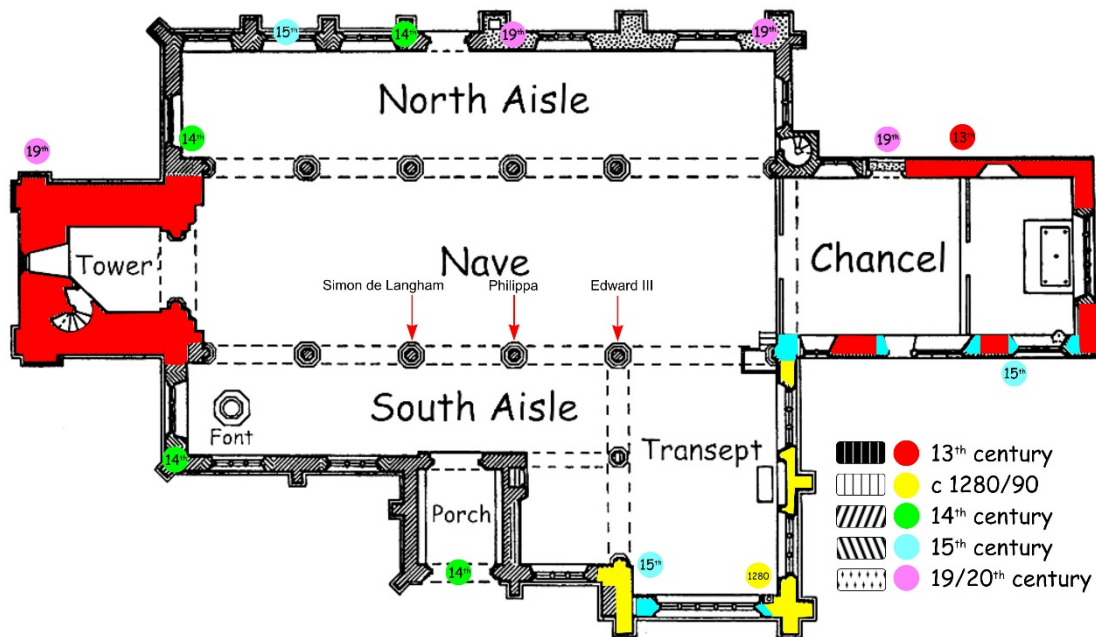 15th
14th
19th
19th
North Aisle
14th
19th
19th
13th
Tower
Nave
Chancel
Simon de Langham
Philippa
Edward III
South Aisle
Font
Transept
15th
14th
Porch
14th
15th
1280
13th century
c 1280/90
14th century
15th century
19/20th century